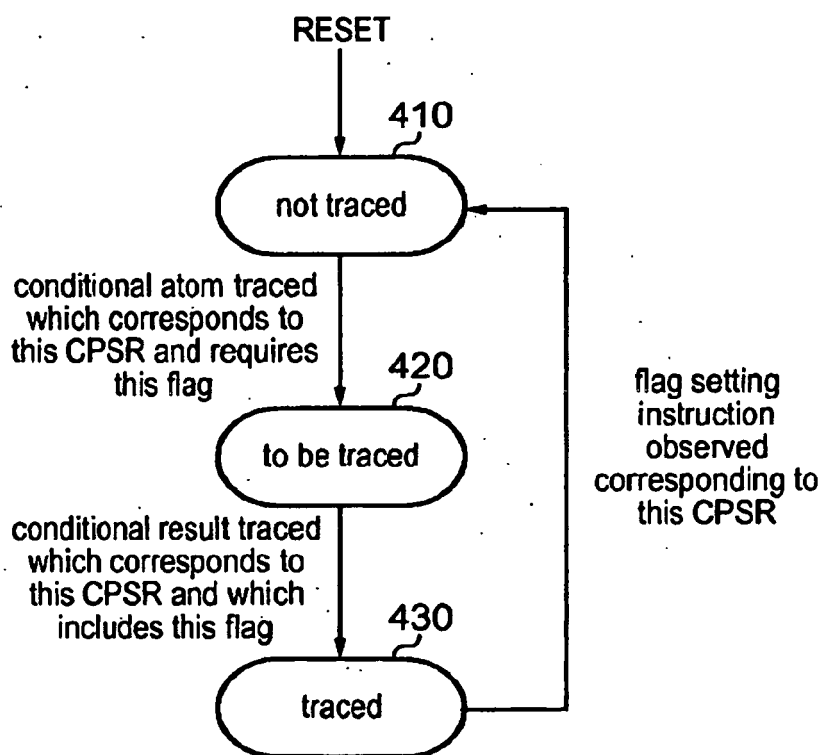 RESET
410
not traced
conditional atom traced
which corresponds to
this CPSR and requires
this flag
420
to be traced
flag setting
instruction
observed
corresponding to
this CPSR
conditional result traced
which corresponds to
this CPSR and which
includes this flag
430
traced